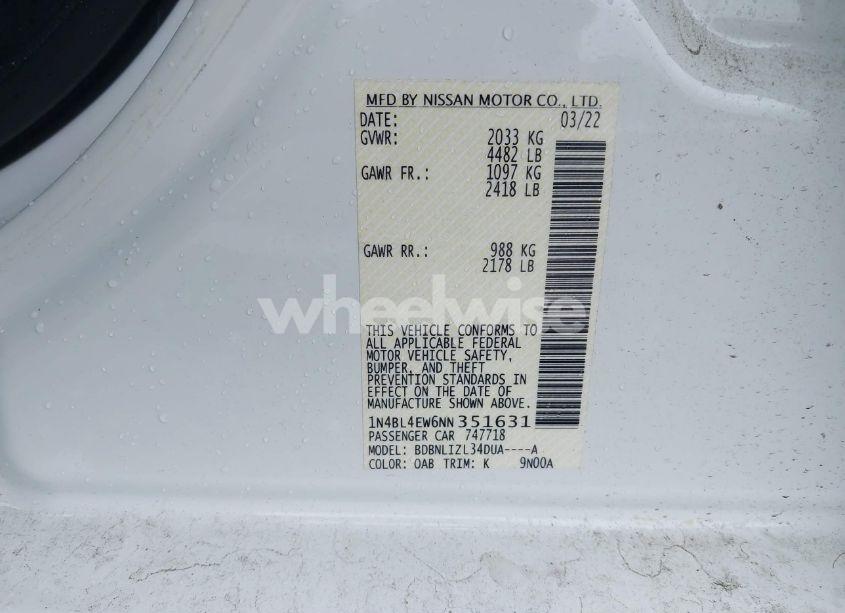 MFD BY NISSAN MOTOR CO., LTD.
DATE: 03/22
GVWR: 2033 KG
4482 LB
GAWR FR.: 1097 KG
2418 LB
GAWR RR.: 988 KG
2178 LB
wheelwise
THIS VEHICLE CONFORMS TO
ALL APPLICABLE FEDERAL
MOTOR VEHICLE SAFETY,
BUMPER, AND THEFT
PREVENTION STANDARDS IN
EFFECT ON THE DATE OF
MANUFACTURE SHOWN ABOVE.
1N4BL4EW6NN351631
PASSENGER CAR 747718
MODEL: BDBNLIZL34DUA----A
COLOR: QAB TRIM: K 9N00A